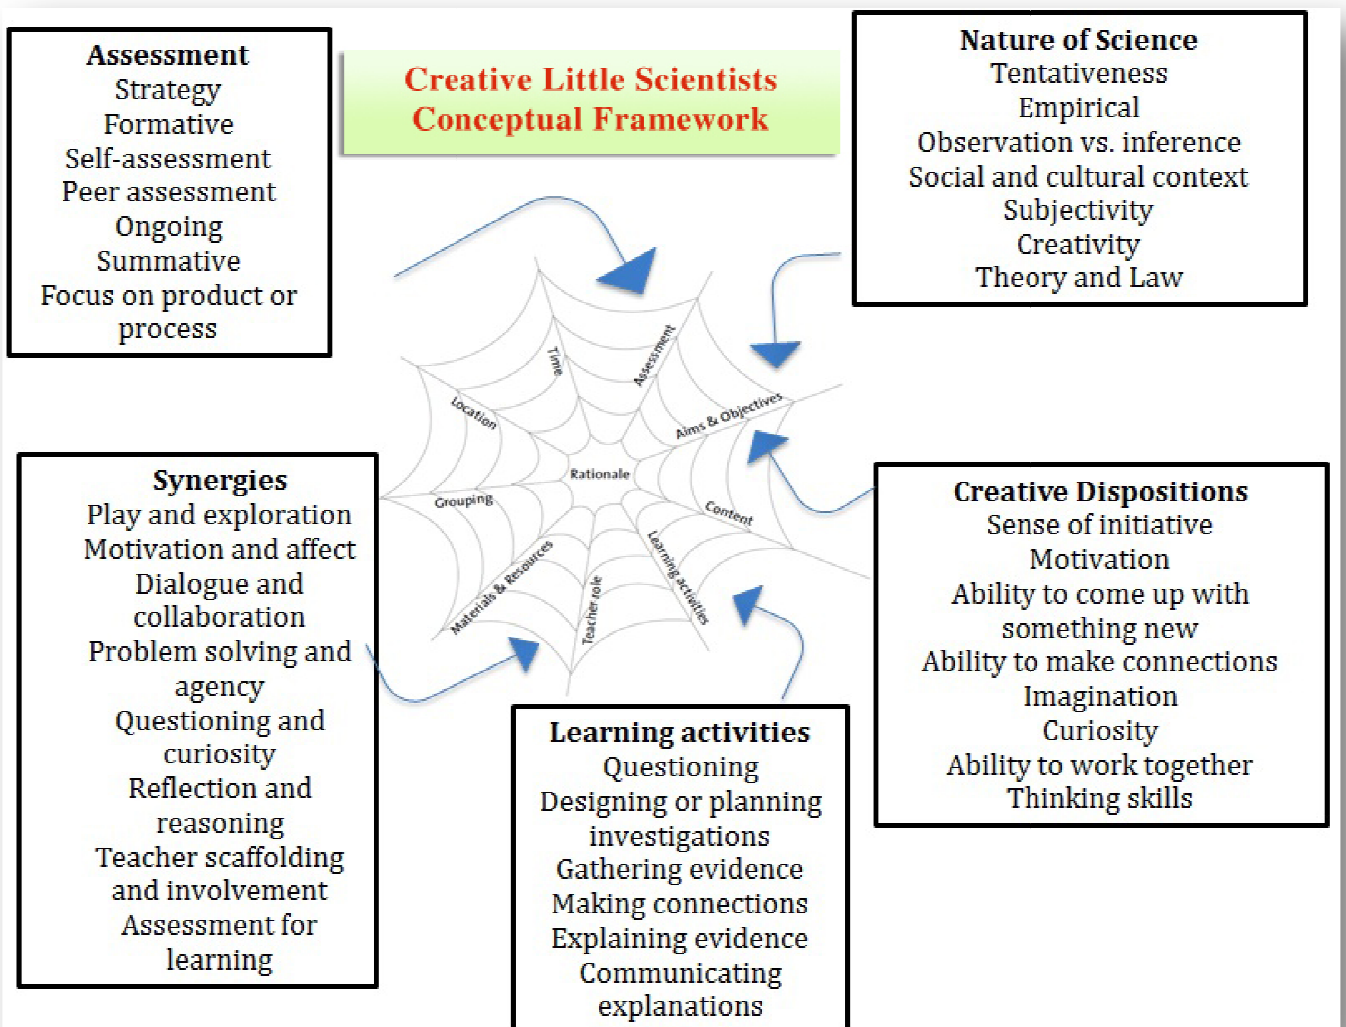 Assessment
Strategy
Formative
Self-assessment
Peer assessment
Ongoing
Summative
Focus on product or
process
Creative Little Scientists
Conceptual Framework
Nature of Science
Tentativeness
Empirical
Observation vs. inference
Social and cultural context
Subjectivity
Creativity
Theory and Law
Time
Assessment
Location
Aims & Objectives
Rationale
Grouping
Content
Materials & Resources
Teacher role
Learning activities
Synergies
Play and exploration
Motivation and affect
Dialogue and
collaboration
Problem solving and
agency
Questioning and
curiosity
Reflection and
reasoning
Teacher scaffolding
and involvement
Assessment for
learning
Creative Dispositions
Sense of initiative
Motivation
Ability to come up with
something new
Ability to make connections
Imagination
Curiosity
Ability to work together
Thinking skills
Learning activities
Questioning
Designing or planning
investigations
Gathering evidence
Making connections
Explaining evidence
Communicating
explanations